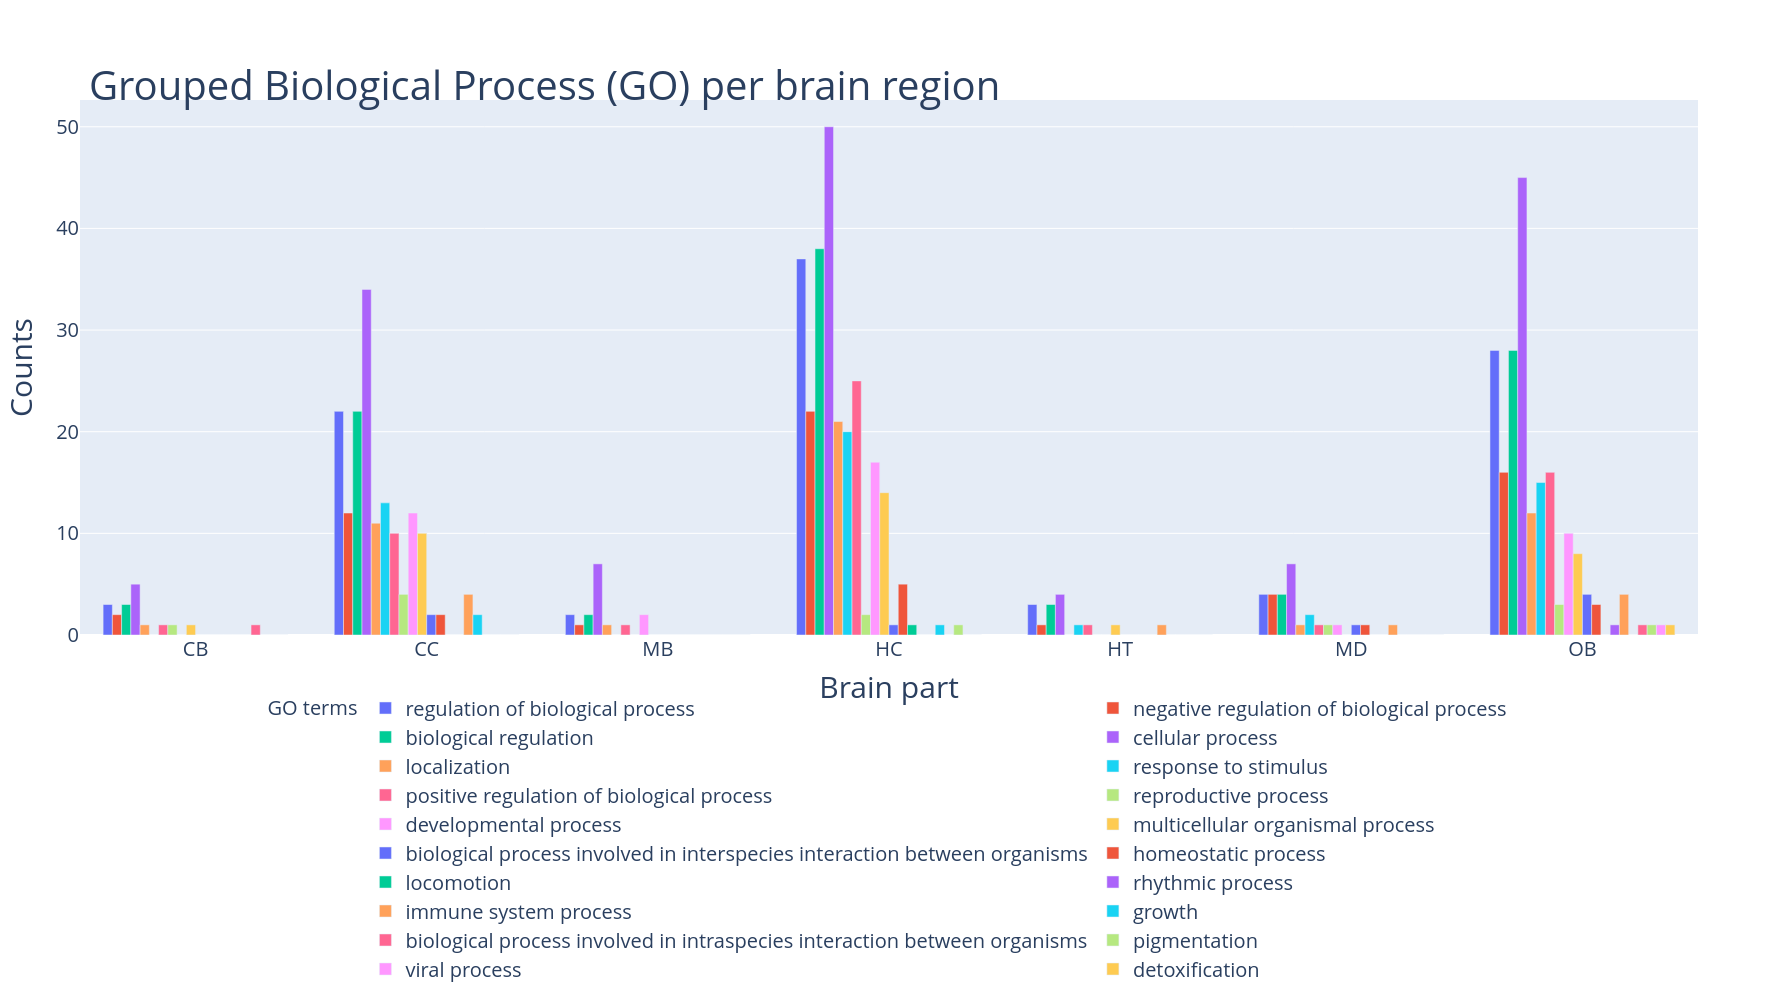 Grouped Biological Process (GO) per brain region
50
40
30
20
10
0
Counts
CB CC MB HC HT MD OB
Brain part
GO terms
regulation of biological process negative regulation of biological process
biological regulation cellular process
localization response to stimulus
positive regulation of biological process reproductive process
developmental process multicellular organismal process
biological process involved in interspecies interaction between organisms homeostatic process
locomotion rhythmic process
immune system process growth
biological process involved in intraspecies interaction between organisms pigmentation
viral process detoxification